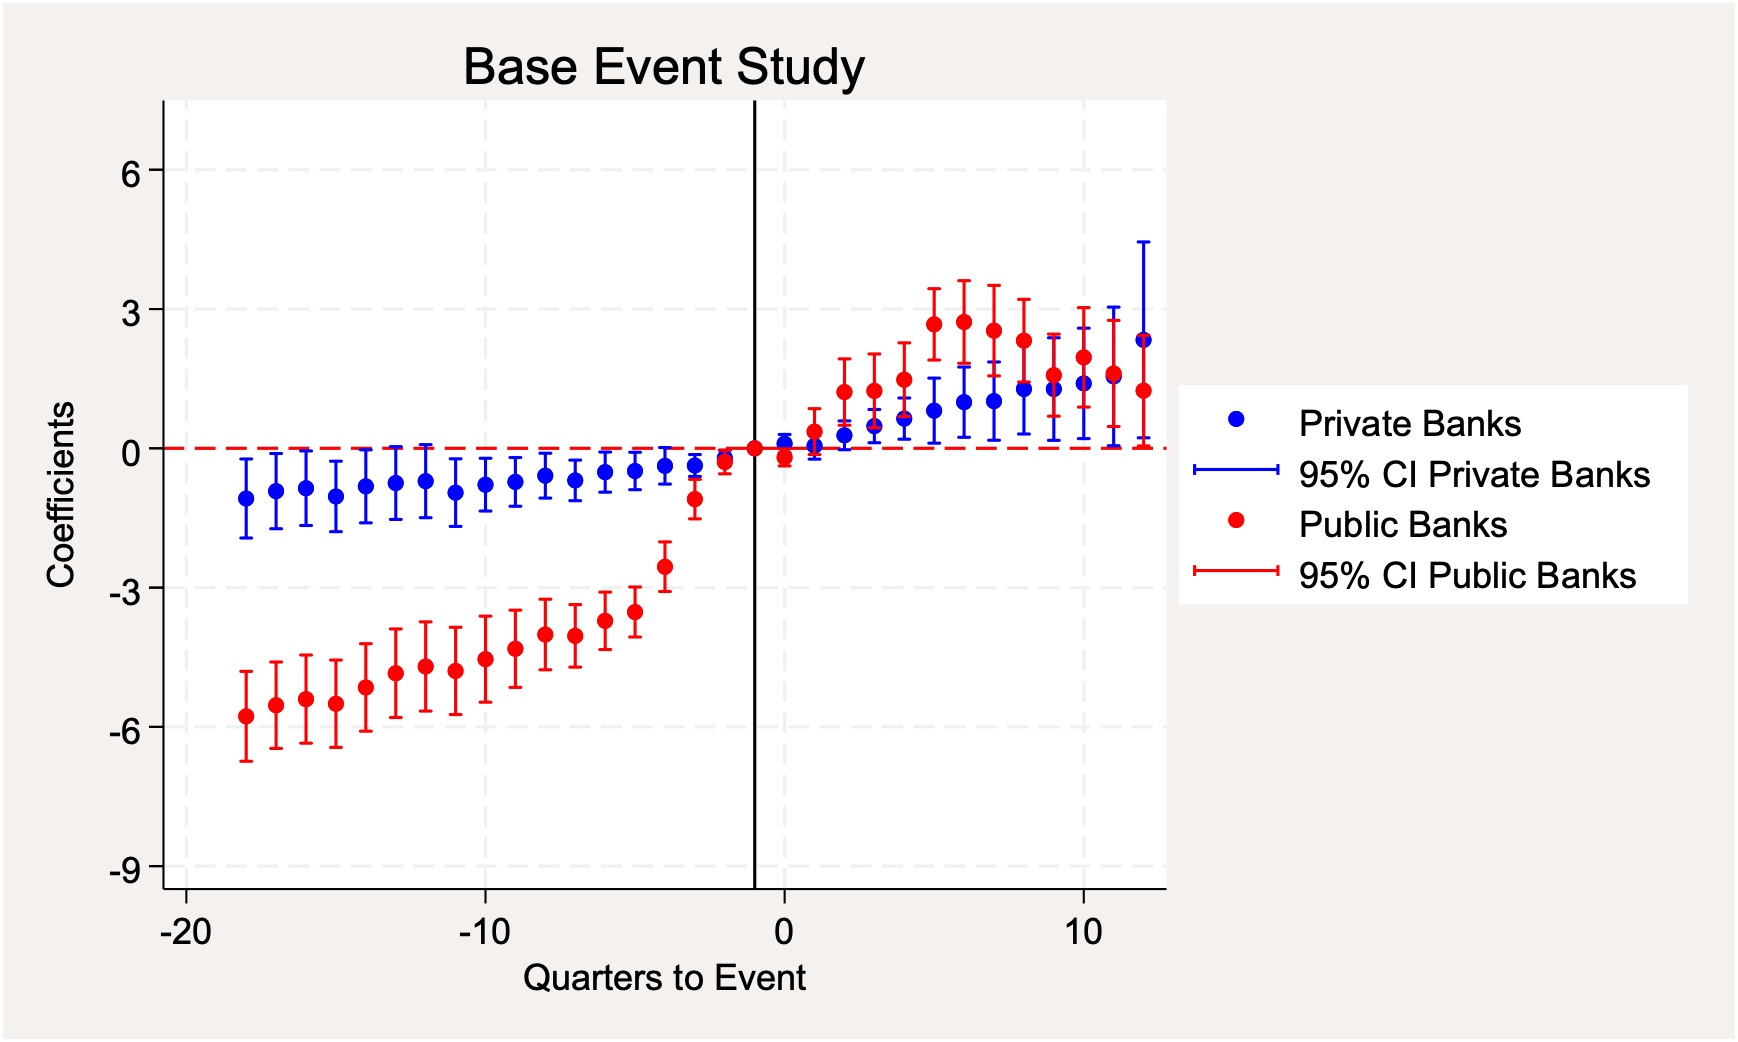 Base Event Study
6
3
0
-3
-6
-9
Coefficients
-20 -10 0 10
Quarters to Event
Private Banks
95% CI Private Banks
Public Banks
95% CI Public Banks